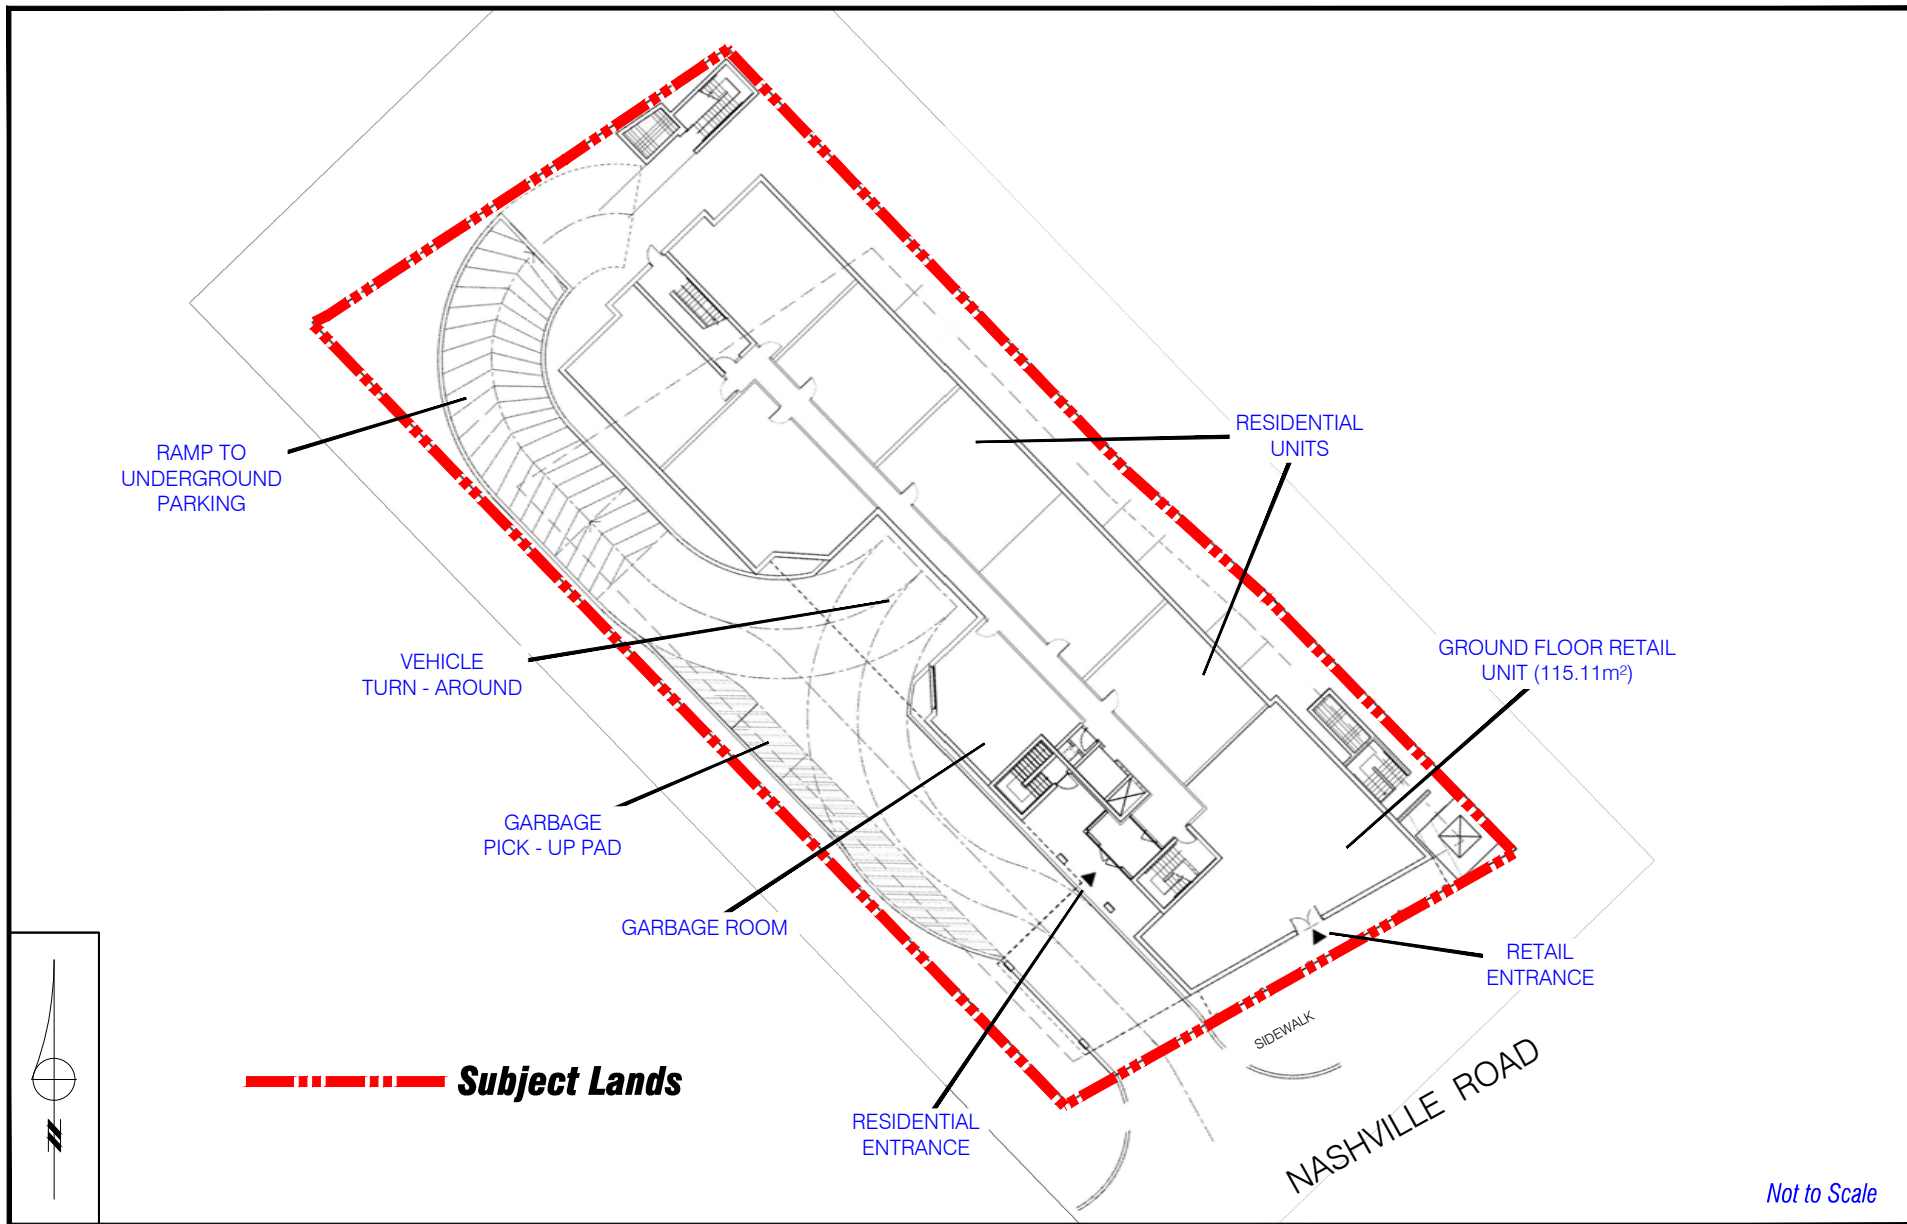 RESIDENTIAL
UNITS
RAMP TO
UNDERGROUND
PARKING
VEHICLE
TURN - AROUND
GROUND FLOOR RETAIL
UNIT (115.11m²)
GARBAGE
PICK - UP PAD
GARBAGE ROOM
RETAIL
ENTRANCE
SIDEWALK
NASHVILLE ROAD
Subject Lands
RESIDENTIAL
ENTRANCE
N
Not to Scale